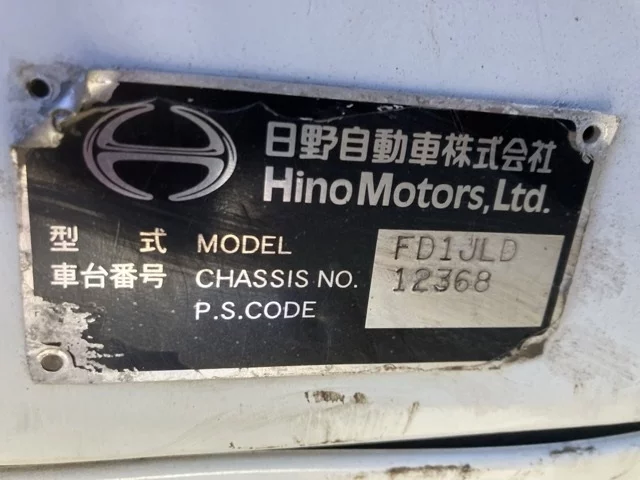 日野自動車株式会社
Hino Motors, Ltd.
型 式 MODEL FD1JLD
車台番号 CHASSIS NO. 12368
P.S.CODE